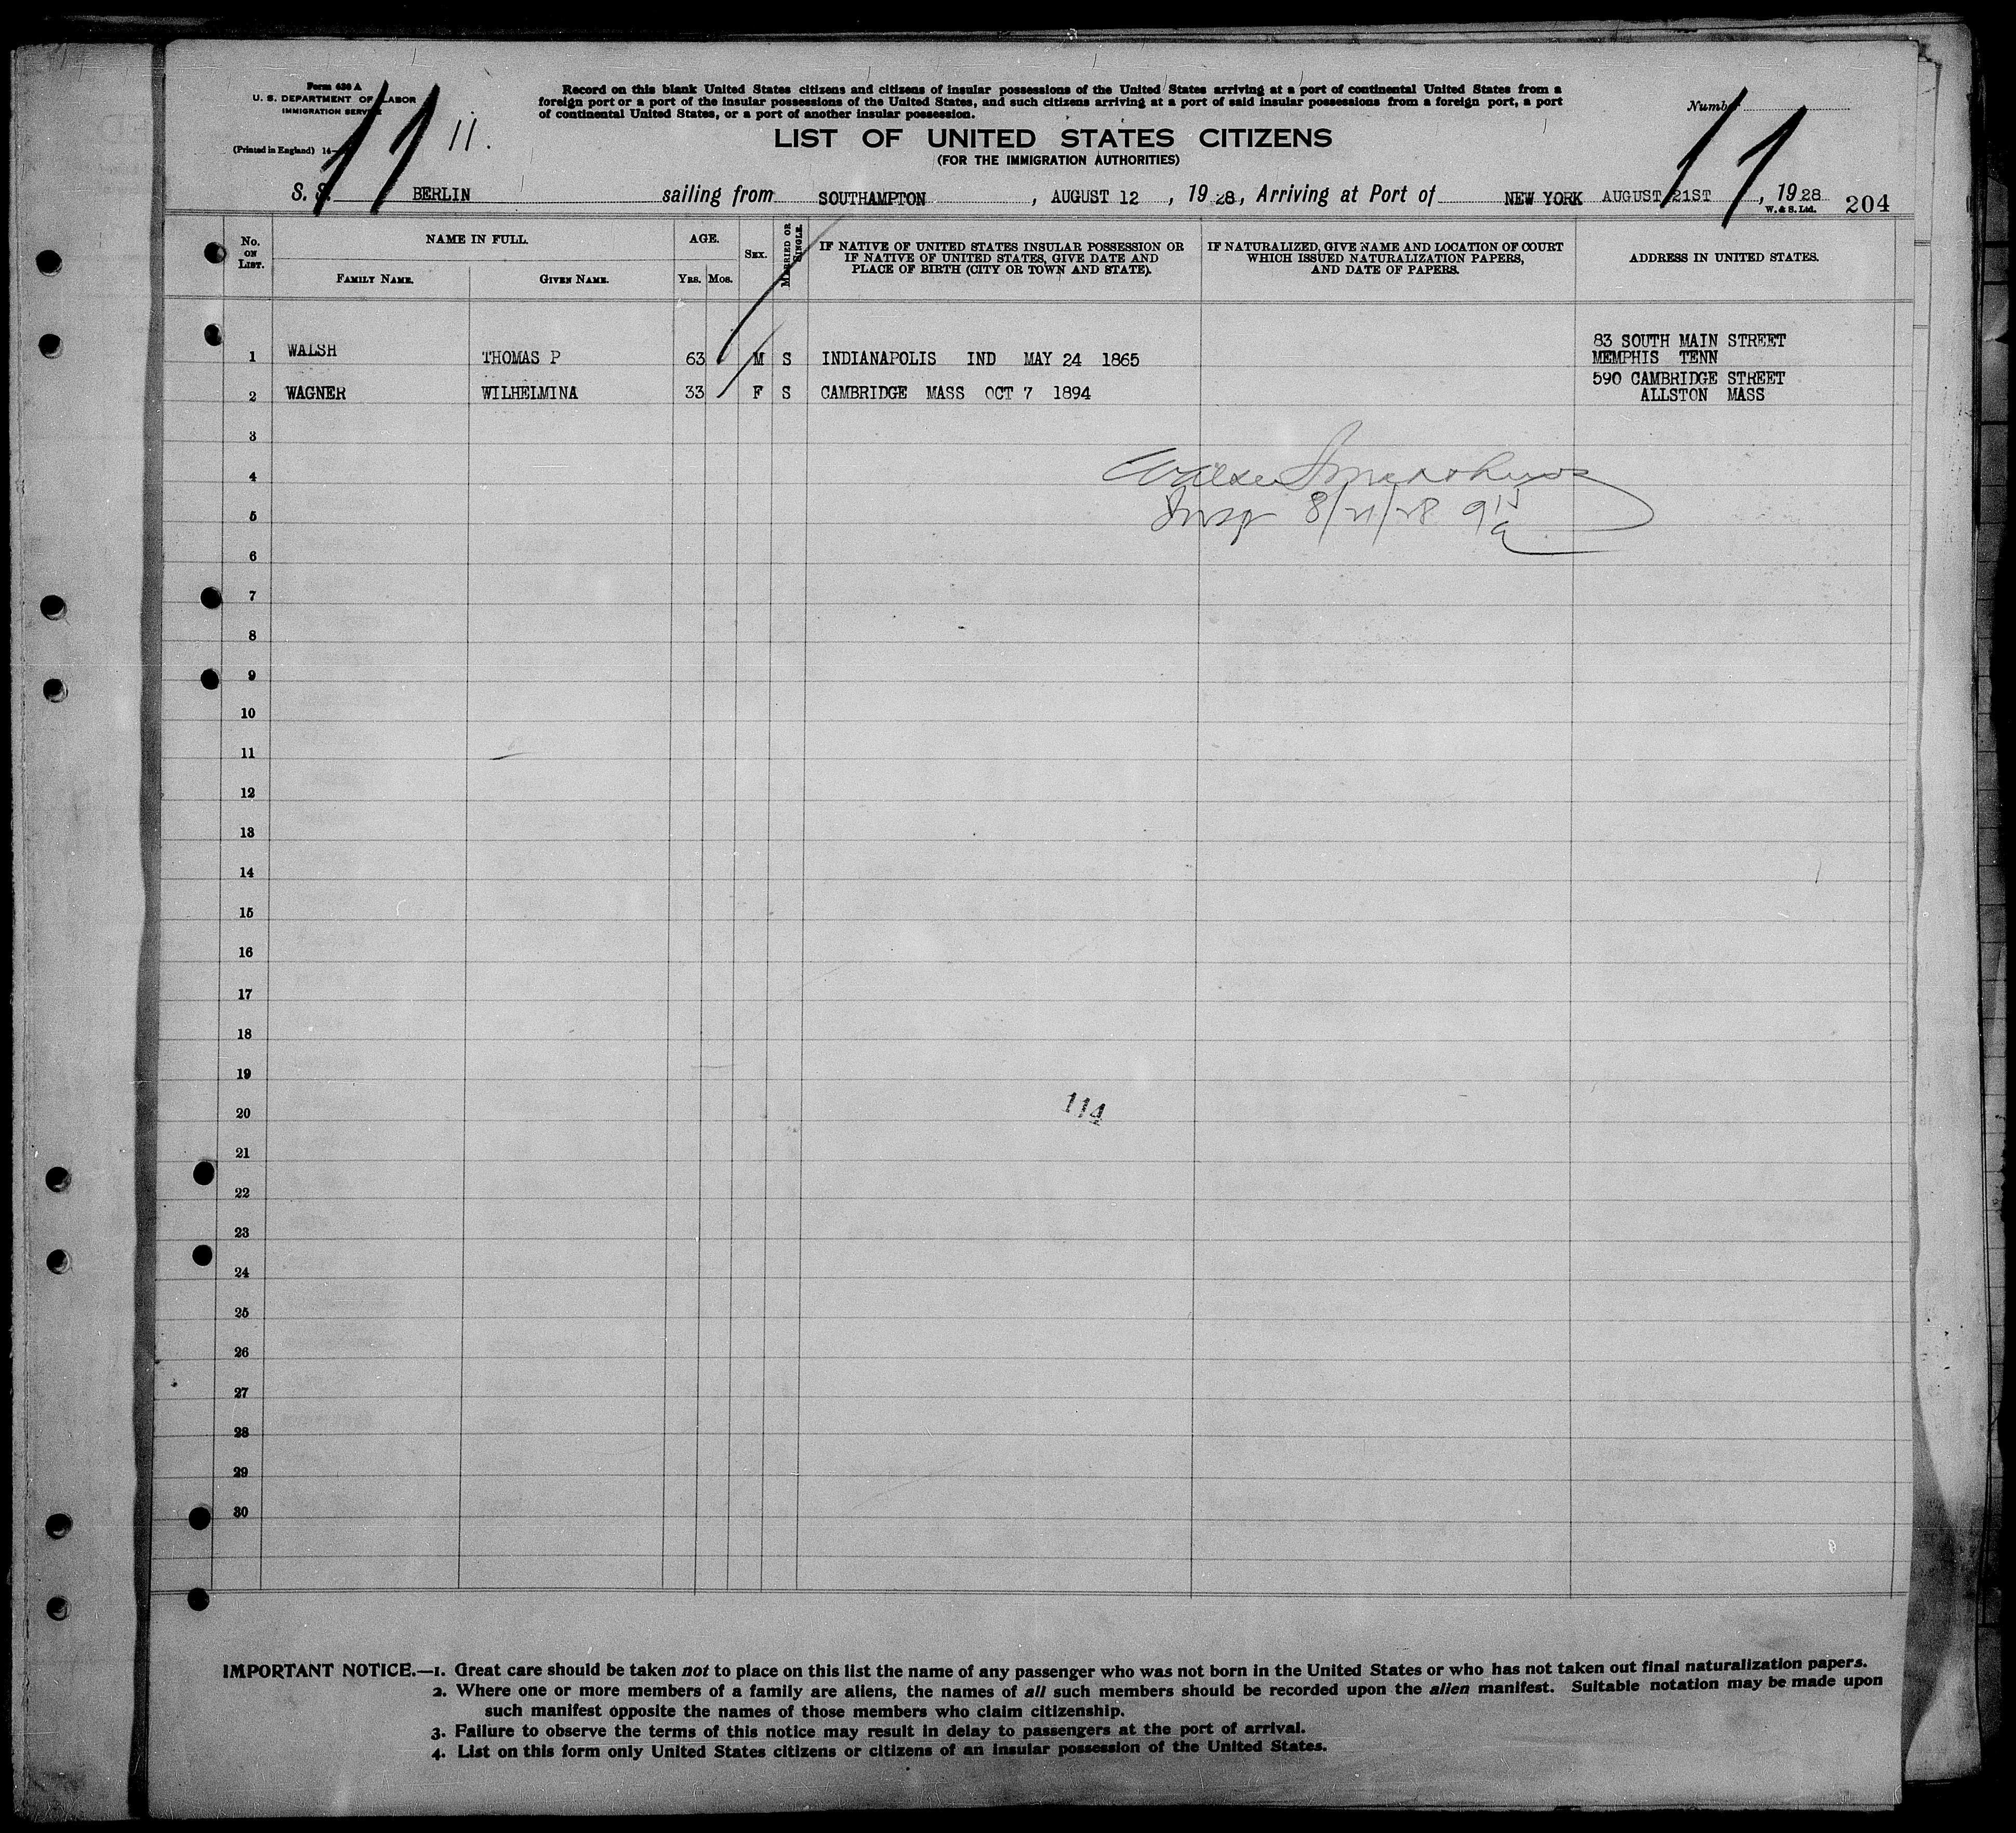 Form 630 A
U. S. DEPARTMENT OF LABOR
IMMIGRATION SERVICE
(Printed in England) 14—
11
11.
Record on this blank United States citizens and citizens of insular possessions of the United States arriving at a port of continental United States from a
foreign port or a port of the insular possessions of the United States, and such citizens arriving at a port of said insular possessions from a foreign port, a port
of continental United States, or a port of another insular possession.
Number
11
LIST OF UNITED STATES CITIZENS
(FOR THE IMMIGRATION AUTHORITIES)
S. S. BERLIN sailing from SOUTHAMPTON, AUGUST 12, 1928, Arriving at Port of NEW YORK AUGUST 21ST, 1928
W. & S. Ltd.
204
No. ON LIST.
NAME IN FULL.
FAMILY NAME.
GIVEN NAME.
AGE.
YRS. MOS.
SEX.
MARRIED OR SINGLE.
IF NATIVE OF UNITED STATES INSULAR POSSESSION OR
IF NATIVE OF UNITED STATES, GIVE DATE AND
PLACE OF BIRTH (CITY OR TOWN AND STATE).
IF NATURALIZED, GIVE NAME AND LOCATION OF COURT
WHICH ISSUED NATURALIZATION PAPERS,
AND DATE OF PAPERS.
ADDRESS IN UNITED STATES.
1 WALSH THOMAS P 63 M S INDIANAPOLIS IND MAY 24 1865 83 SOUTH MAIN STREET
MEMPHIS TENN
2 WAGNER WILHELMINA 33 F S CAMBRIDGE MASS OCT 7 1894 590 CAMBRIDGE STREET
ALLSTON MASS
3
4
5 Insp 8/21/28 9 15 a
6
7
8
9
10
11
12
13
14
15
16
17
18
19
20
114
21
22
23
24
25
26
27
28
29
30
IMPORTANT NOTICE.—1. Great care should be taken not to place on this list the name of any passenger who was not born in the United States or who has not taken out final naturalization papers.
2. Where one or more members of a family are aliens, the names of all such members should be recorded upon the alien manifest. Suitable notation may be made upon
such manifest opposite the names of those members who claim citizenship.
3. Failure to observe the terms of this notice may result in delay to passengers at the port of arrival.
4. List on this form only United States citizens or citizens of an insular possession of the United States.